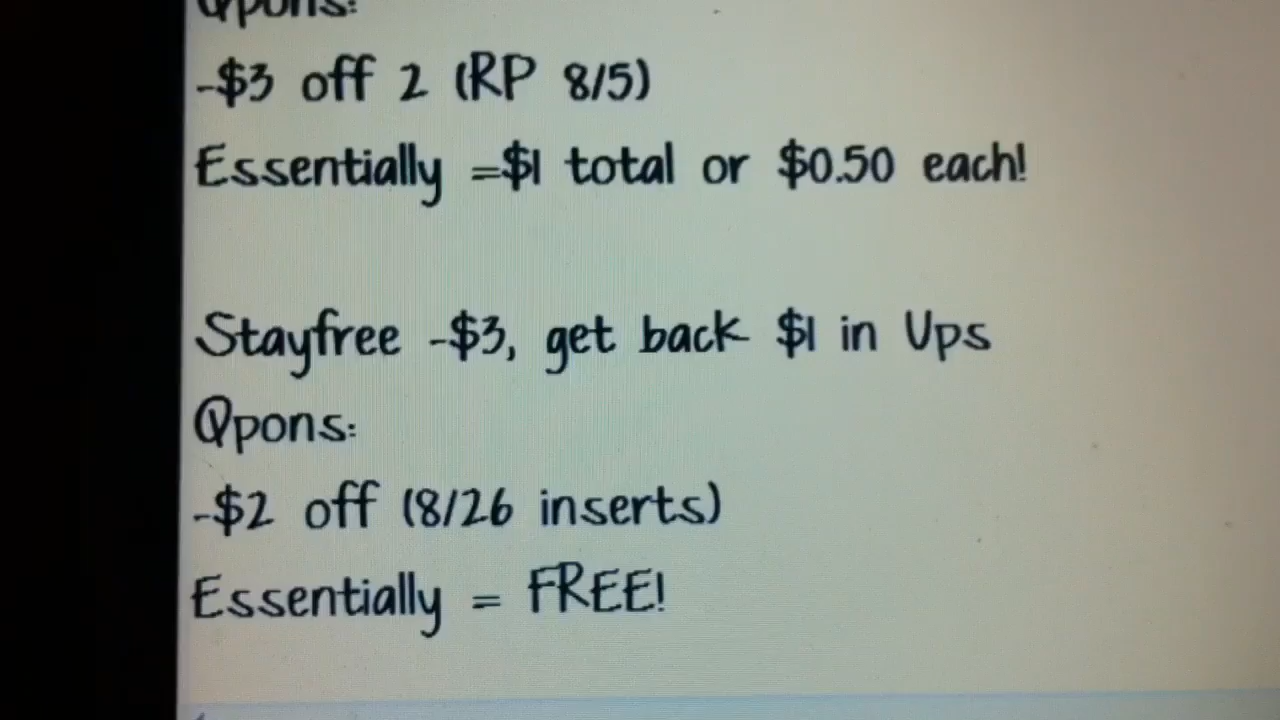 Qpons:
-$3 off 2 (RP 8/5)
Essentially =$1 total or $0.50 each!
Stayfree -$3, get back $1 in Ups
Qpons:
-$2 off (8/26 inserts)
Essentially = FREE!